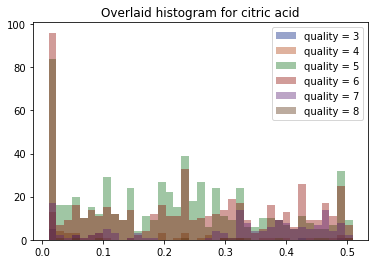 Overlaid histogram for citric acid
100
80
60
40
20
0
quality = 3
quality = 4
quality = 5
quality = 6
quality = 7
quality = 8
0.0 0.1 0.2 0.3 0.4 0.5